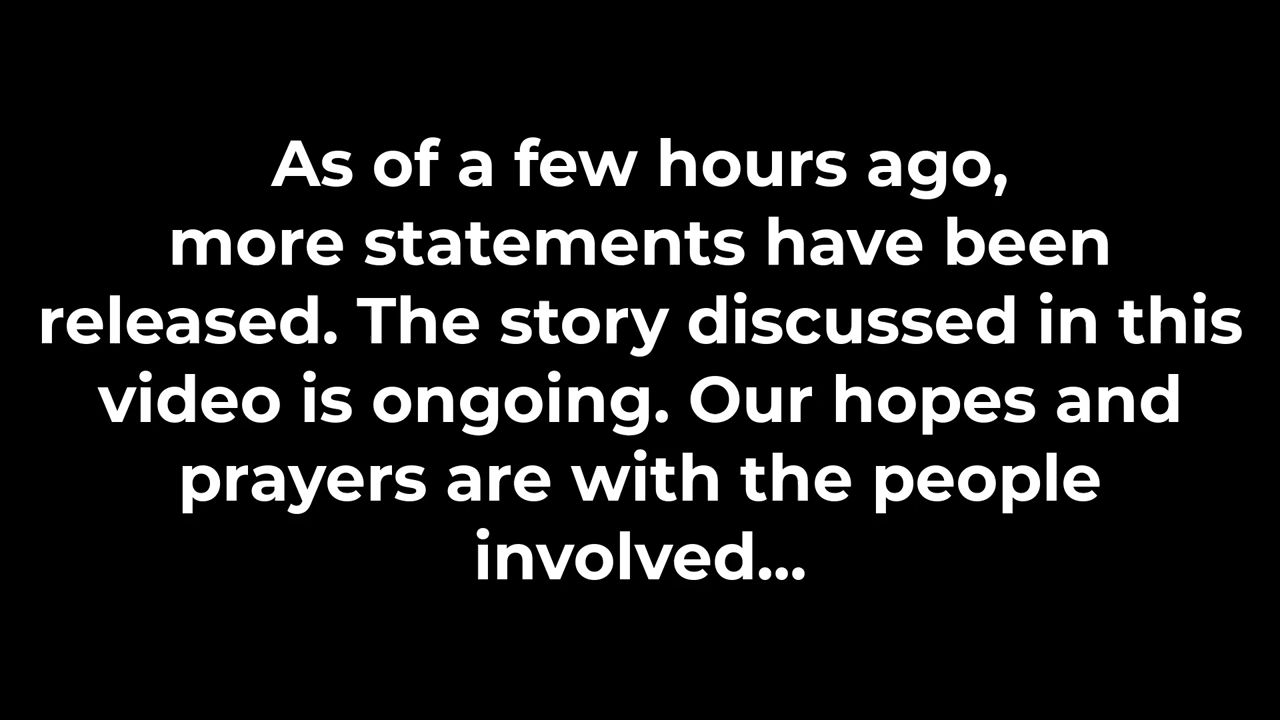 As of a few hours ago,
more statements have been
released. The story discussed in this
video is ongoing. Our hopes and
prayers are with the people
involved...